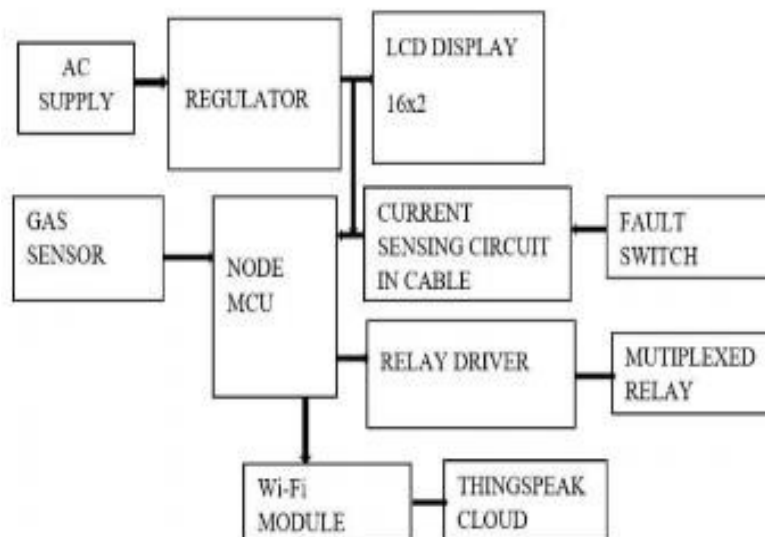 AC
SUPPLY
REGULATOR
LCD DISPLAY
16x2
GAS
SENSOR
NODE
MCU
CURRENT
SENSING CIRCUIT
IN CABLE
FAULT
SWITCH
RELAY DRIVER
MUTIPLEXED
RELAY
Wi-Fi
MODULE
THINGSPEAK
CLOUD